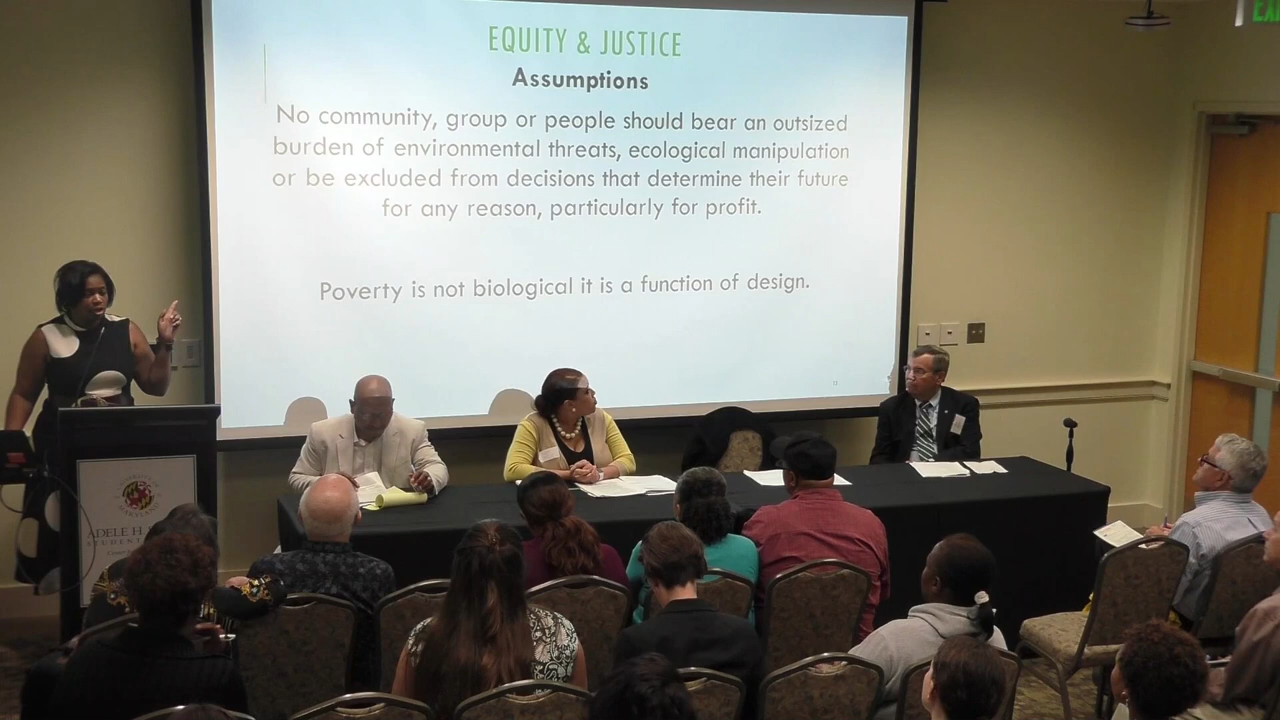 EQUITY & JUSTICE
Assumptions
No community, group or people should bear an outsized
burden of environmental threats, ecological manipulation
or be excluded from decisions that determine their future
for any reason, particularly for profit.
Poverty is not biological it is a function of design.
EX
ADELE H.
STUDENT